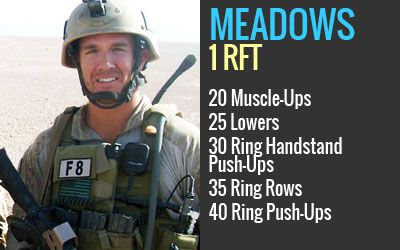 MEADOWS
1 RFT
20 Muscle-Ups
25 Lowers
30 Ring Handstand
Push-Ups
35 Ring Rows
40 Ring Push-Ups
F8